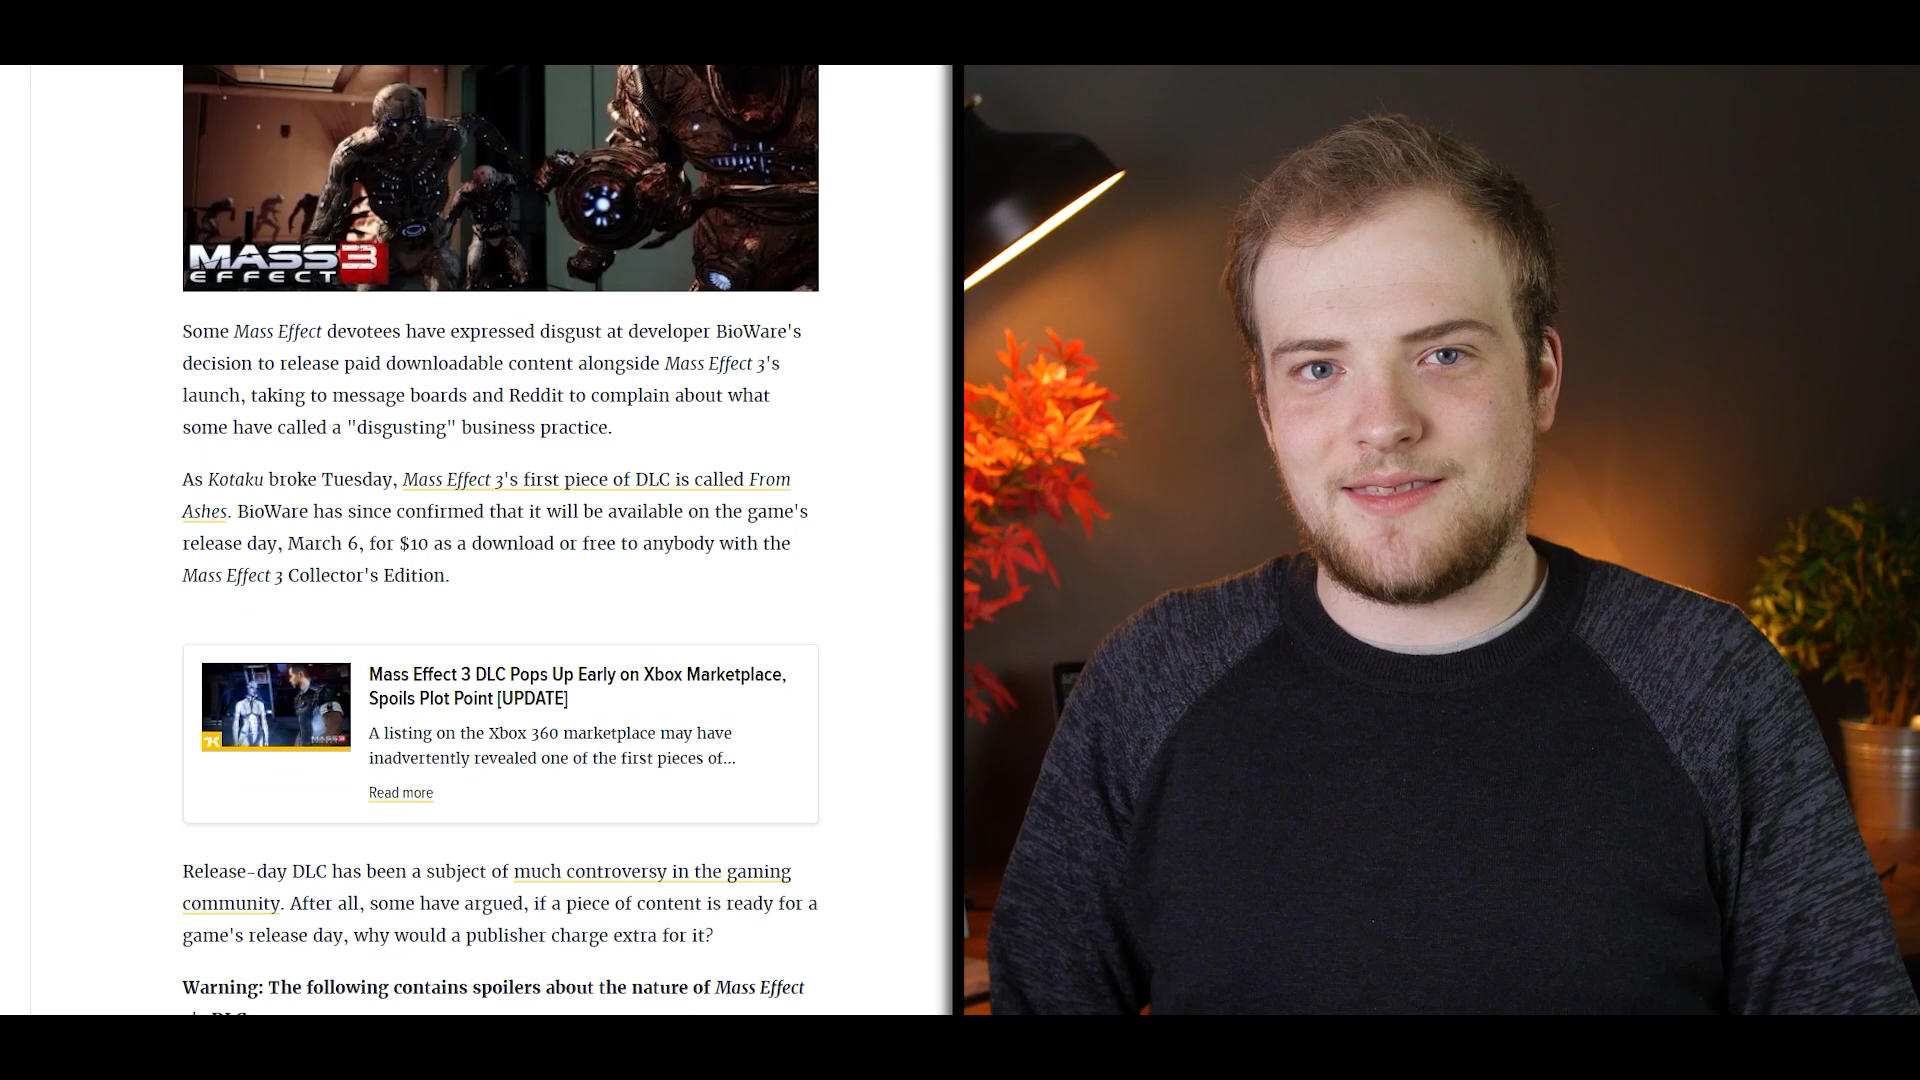 MASS 3
EFFECT
Some Mass Effect devotees have expressed disgust at developer BioWare's
decision to release paid downloadable content alongside Mass Effect 3's
launch, taking to message boards and Reddit to complain about what
some have called a "disgusting" business practice.
As Kotaku broke Tuesday, Mass Effect 3's first piece of DLC is called From
Ashes. BioWare has since confirmed that it will be available on the game's
release day, March 6, for $10 as a download or free to anybody with the
Mass Effect 3 Collector's Edition.
Mass Effect 3 DLC Pops Up Early on Xbox Marketplace,
Spoils Plot Point [UPDATE]
A listing on the Xbox 360 marketplace may have
inadvertently revealed one of the first pieces of...
Read more
Release-day DLC has been a subject of much controversy in the gaming
community. After all, some have argued, if a piece of content is ready for a
game's release day, why would a publisher charge extra for it?
Warning: The following contains spoilers about the nature of Mass Effect